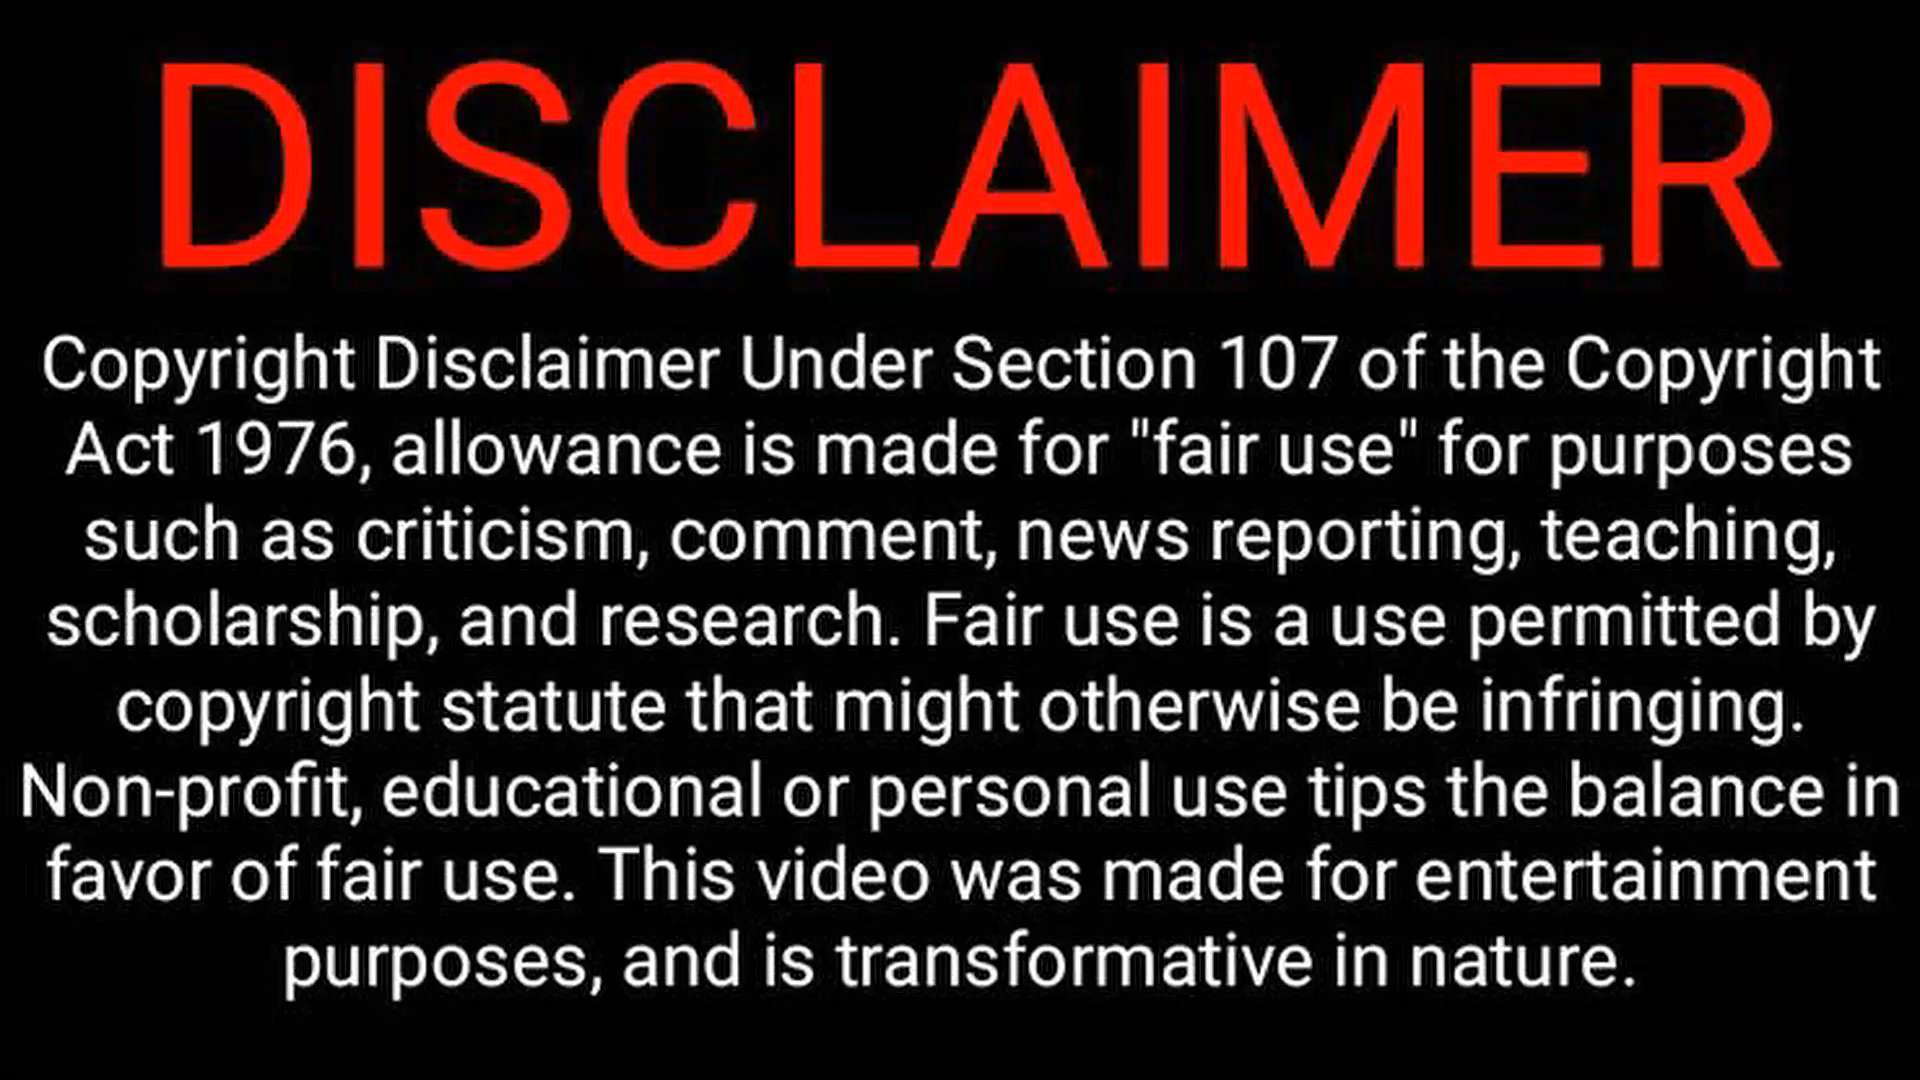 DISCLAIMER
Copyright Disclaimer Under Section 107 of the Copyright
Act 1976, allowance is made for "fair use" for purposes
such as criticism, comment, news reporting, teaching,
scholarship, and research. Fair use is a use permitted by
copyright statute that might otherwise be infringing.
Non-profit, educational or personal use tips the balance in
favor of fair use. This video was made for entertainment
purposes, and is transformative in nature.